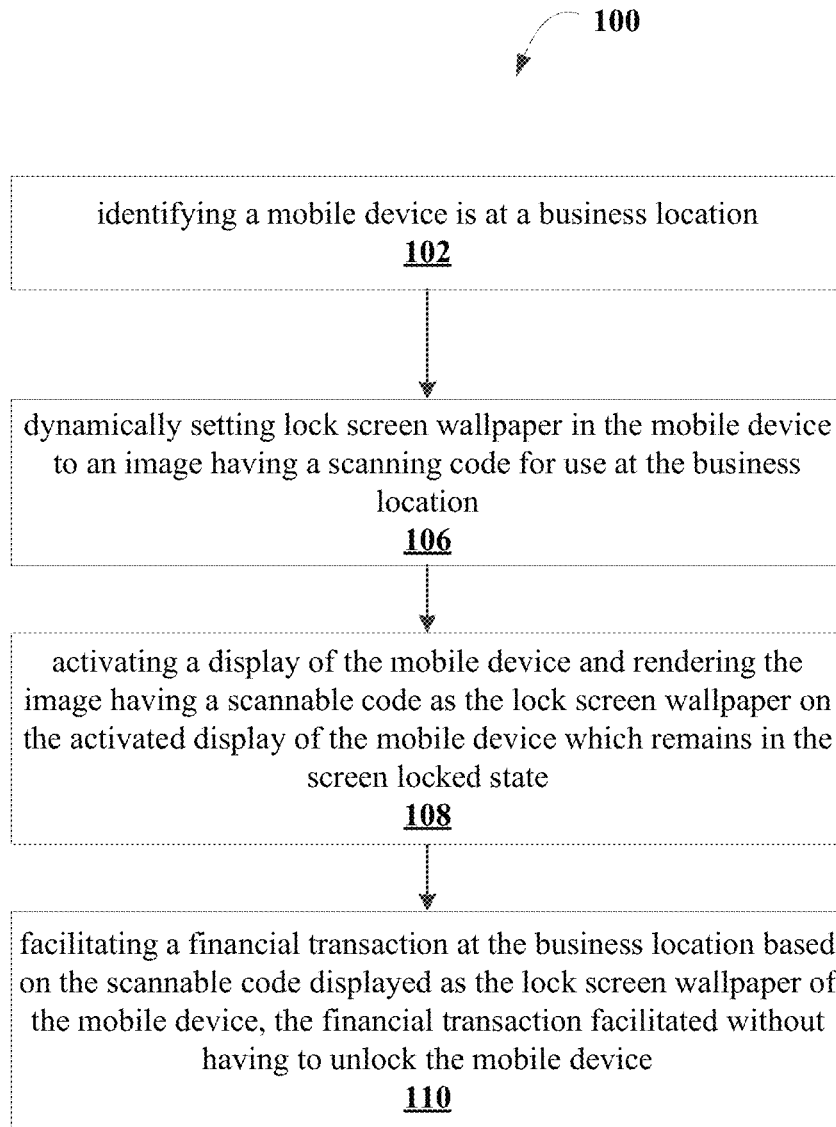 100
identifying a mobile device is at a business location
102
dynamically setting lock screen wallpaper in the mobile device
to an image having a scanning code for use at the business
location
106
activating a display of the mobile device and rendering the
image having a scannable code as the lock screen wallpaper on
the activated display of the mobile device which remains in the
screen locked state
108
facilitating a financial transaction at the business location based
on the scannable code displayed as the lock screen wallpaper of
the mobile device, the financial transaction facilitated without
having to unlock the mobile device
110